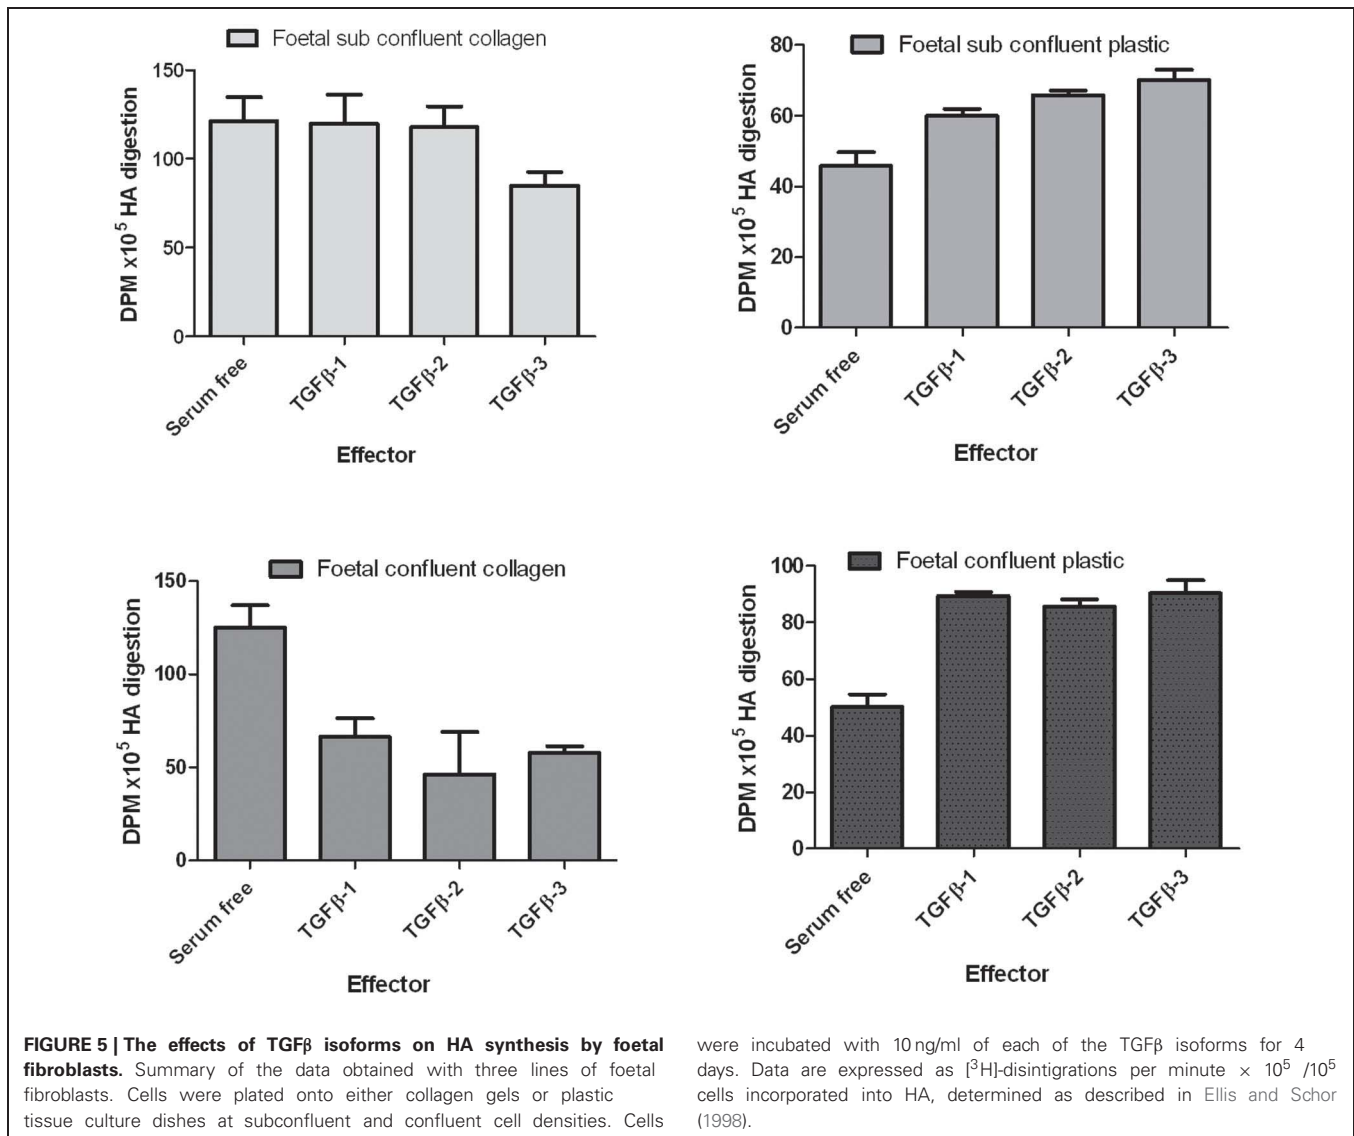 Foetal sub confluent collagen
DPM x10⁵ HA digestion
150
100
50
0
Serum free
TGFβ-1
TGFβ-2
TGFβ-3
Effector
Foetal sub confluent plastic
DPM x10⁵ HA digestion
80
60
40
20
0
Serum free
TGFβ-1
TGFβ-2
TGFβ-3
Effector
Foetal confluent collagen
DPM x10⁵ HA digestion
150
100
50
0
Serum free
TGFβ-1
TGFβ-2
TGFβ-3
Effector
Foetal confluent plastic
DPM x10⁵ HA digestion
100
80
60
40
20
0
Serum free
TGFβ-1
TGFβ-2
TGFβ-3
Effector
FIGURE 5 | The effects of TGFβ isoforms on HA synthesis by foetal
fibroblasts. Summary of the data obtained with three lines of foetal
fibroblasts. Cells were plated onto either collagen gels or plastic
tissue culture dishes at subconfluent and confluent cell densities. Cells
were incubated with 10 ng/ml of each of the TGFβ isoforms for 4
days. Data are expressed as [³H]-disintigrations per minute × 10⁵ /10⁵
cells incorporated into HA, determined as described in Ellis and Schor
(1998).